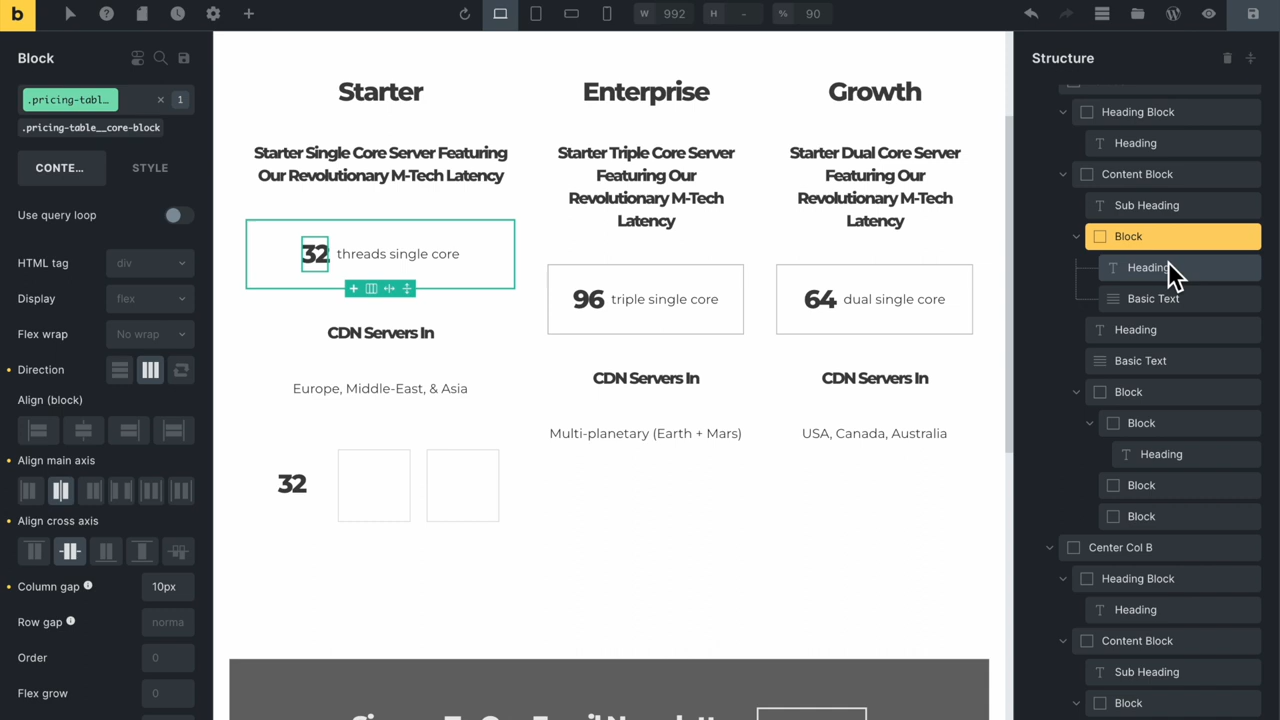 b
W 992 H - % 90
Block
.pricing-tabl… × 1
.pricing-table__core-block
CONTE…
STYLE
Use query loop
HTML tag
div
Display
flex
Flex wrap
No wrap
Direction
Align (block)
Align main axis
Align cross axis
Column gap
10px
Row gap
norma
Order
0
Flex grow
0
Starter
Starter Single Core Server Featuring
Our Revolutionary M-Tech Latency
32 threads single core
CDN Servers In
Europe, Middle-East, & Asia
32
Enterprise
Starter Triple Core Server
Featuring Our
Revolutionary M-Tech
Latency
96 triple single core
CDN Servers In
Multi-planetary (Earth + Mars)
Growth
Starter Dual Core Server
Featuring Our
Revolutionary M-Tech
Latency
64 dual single core
CDN Servers In
USA, Canada, Australia
Structure
Heading Block
Heading
Content Block
Sub Heading
Block
Heading
Basic Text
Heading
Basic Text
Block
Block
Heading
Block
Block
Center Col B
Heading Block
Heading
Content Block
Sub Heading
Block